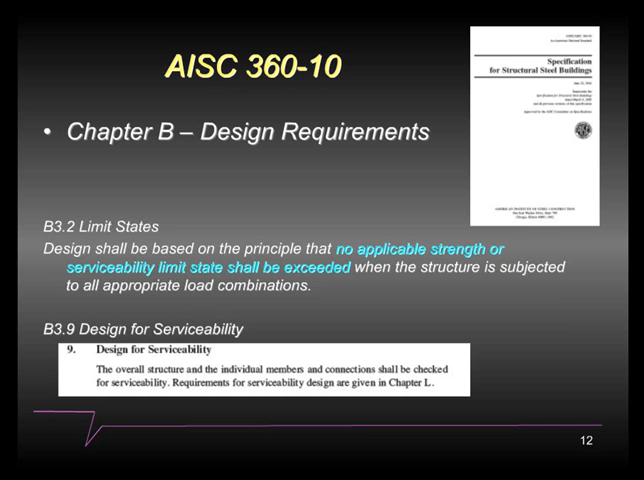 AISC 360-10
• Chapter B – Design Requirements
Specification
for Structural Steel Buildings
B3.2 Limit States
Design shall be based on the principle that no applicable strength or
serviceability limit state shall be exceeded when the structure is subjected
to all appropriate load combinations.
B3.9 Design for Serviceability
9. Design for Serviceability
The overall structure and the individual members and connections shall be checked
for serviceability. Requirements for serviceability design are given in Chapter L.
12